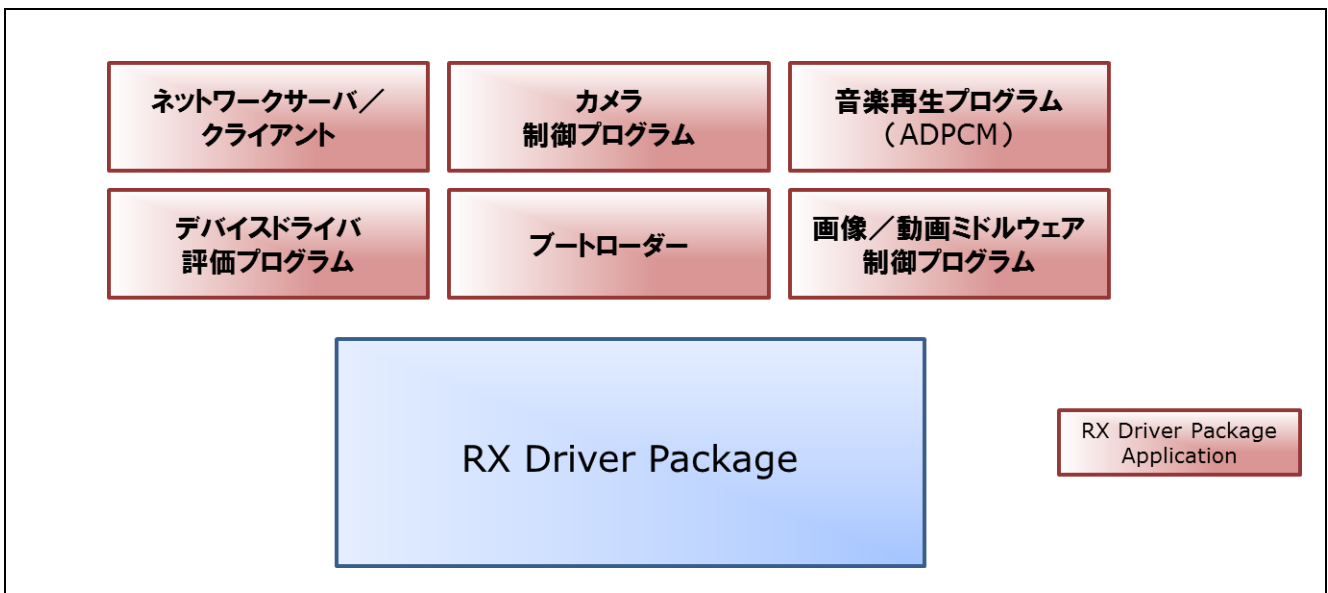 ネットワークサーバ／
クライアント
カメラ
制御プログラム
音楽再生プログラム
（ADPCM）
デバイスドライバ
評価プログラム
ブートローダー
画像／動画ミドルウェア
制御プログラム
RX Driver Package
RX Driver Package
Application